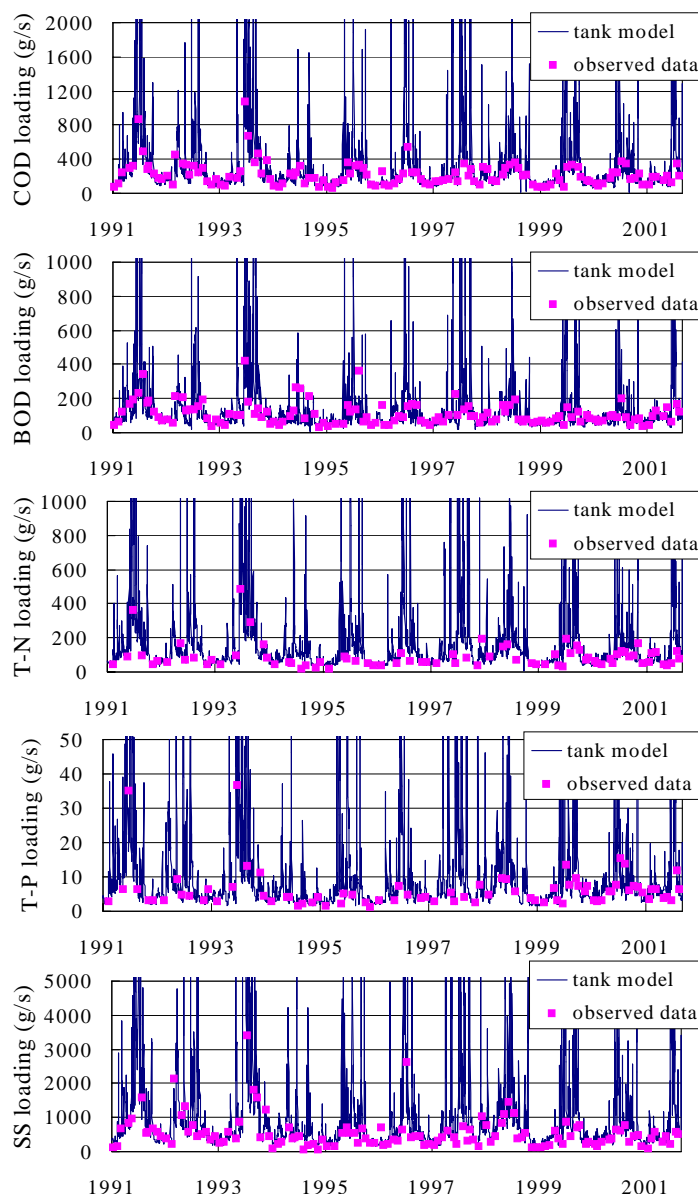 COD loading (g/s)
2000
1600
1200
800
400
0
tank model
observed data
1991 1993 1995 1997 1999 2001
BOD loading (g/s)
1000
800
600
400
200
0
tank model
observed data
1991 1993 1995 1997 1999 2001
T-N loading (g/s)
1000
800
600
400
200
0
tank model
observed data
1991 1993 1995 1997 1999 2001
T-P loading (g/s)
50
40
30
20
10
0
tank model
observed data
1991 1993 1995 1997 1999 2001
SS loading (g/s)
5000
4000
3000
2000
1000
0
tank model
observed data
1991 1993 1995 1997 1999 2001